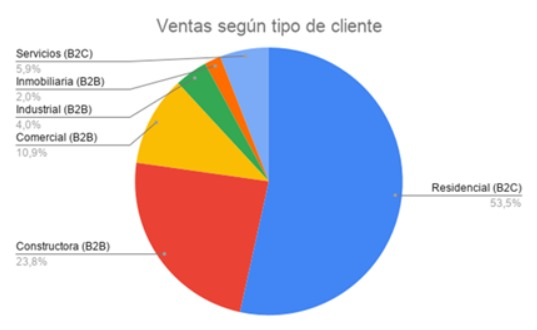 Ventas según tipo de cliente
Servicios (B2C)
5,9%
Inmobiliaria (B2B)
2,0%
Industrial (B2B)
4,0%
Comercial (B2B)
10,9%
Residencial (B2C)
53,5%
Constructora (B2B)
23,8%